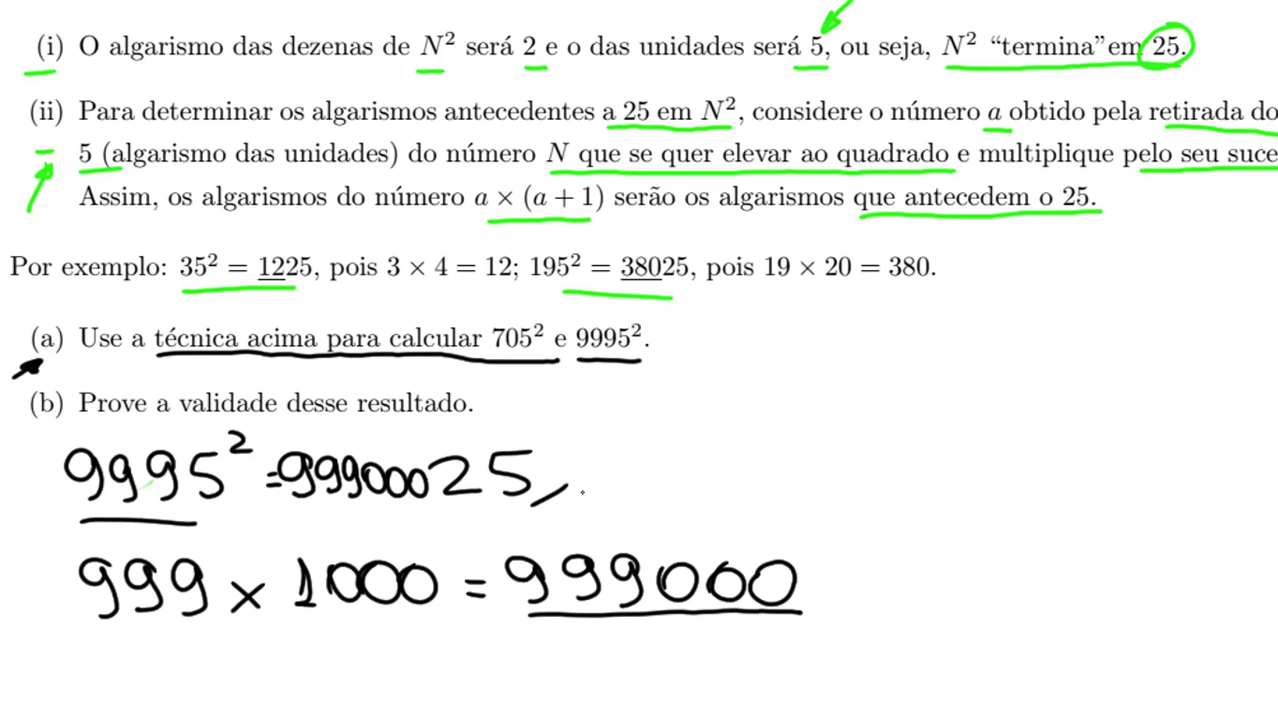 (i) O algarismo das dezenas de N² será 2 e o das unidades será 5, ou seja, N² “termina”em 25.
(ii) Para determinar os algarismos antecedentes a 25 em N², considere o número a obtido pela retirada do
5 (algarismo das unidades) do número N que se quer elevar ao quadrado e multiplique pelo seu suce
Assim, os algarismos do número a × (a + 1) serão os algarismos que antecedem o 25.
Por exemplo: 35² = 1225, pois 3 × 4 = 12; 195² = 38025, pois 19 × 20 = 380.
(a) Use a técnica acima para calcular 705² e 9995².
(b) Prove a validade desse resultado.
9995² = 99900025,
999 × 1000 = 999000